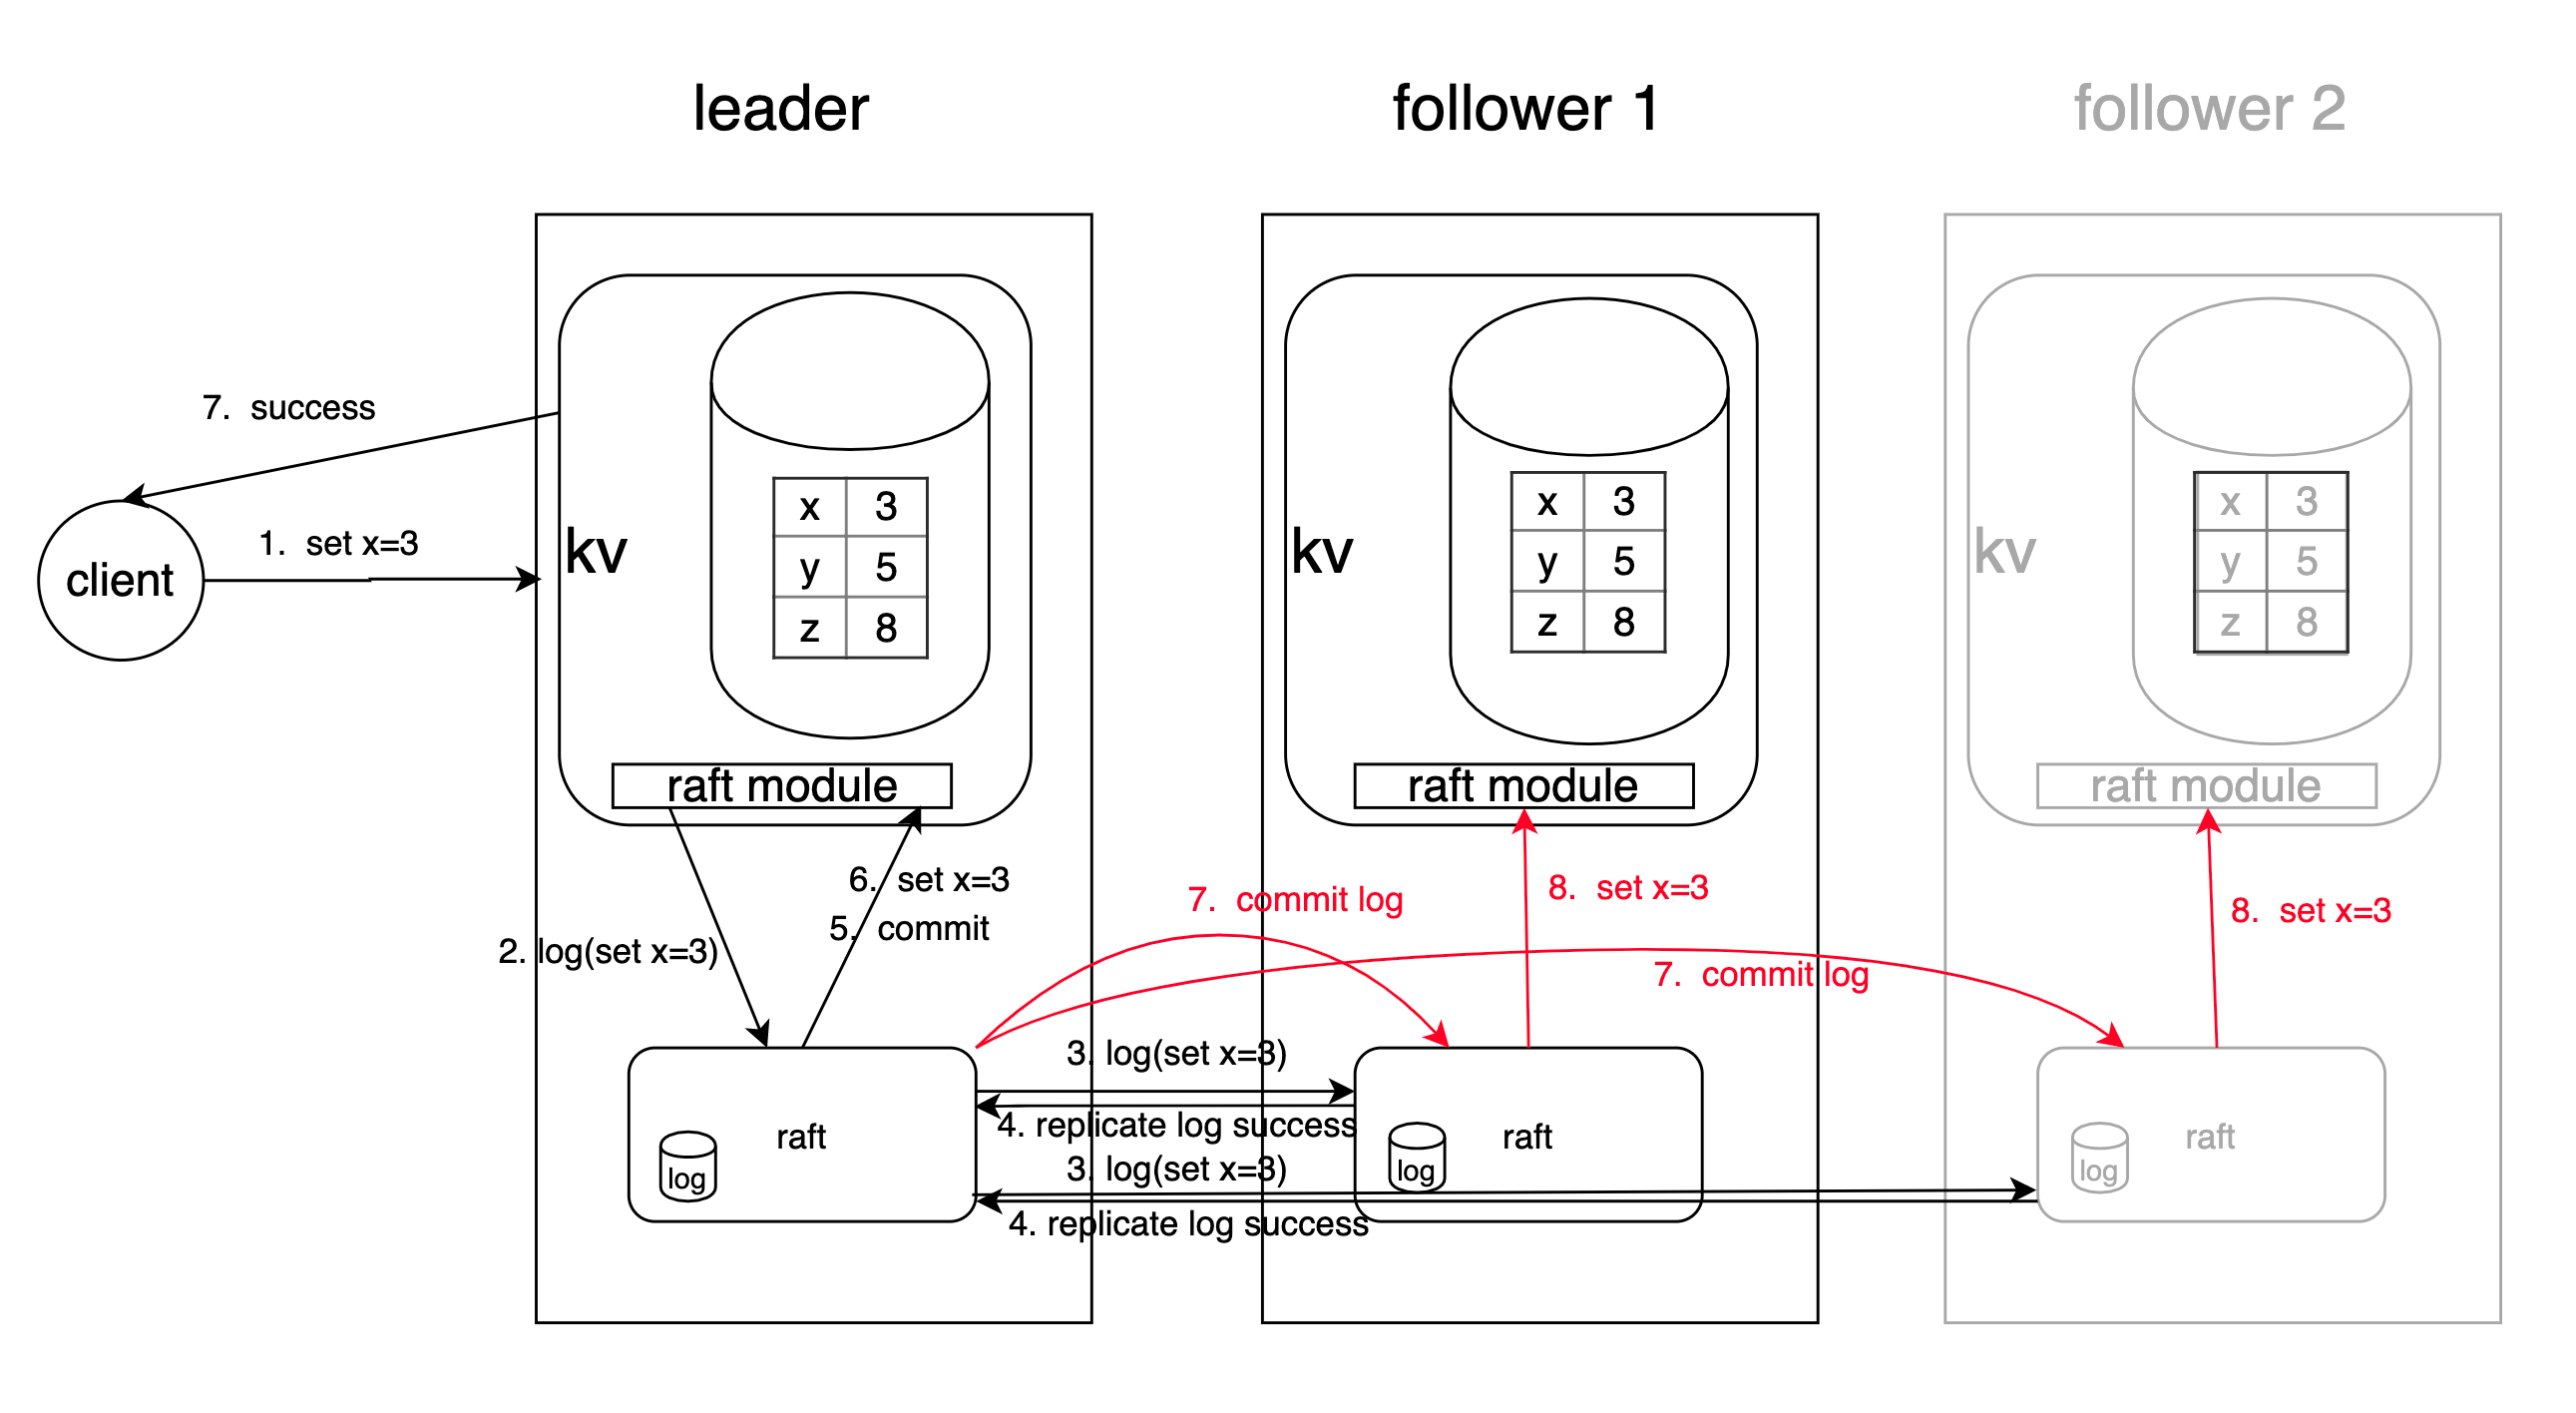 leader
follower 1
follower 2
7. success
1. set x=3
client
kv
x 3
y 5
z 8
raft module
kv
x 3
y 5
z 8
raft module
kv
x 3
y 5
z 8
raft module
6. set x=3
5. commit
2. log(set x=3)
7. commit log
8. set x=3
7. commit log
8. set x=3
3. log(set x=3)
4. replicate log success
3. log(set x=3)
4. replicate log success
raft
log
raft
log
raft
log